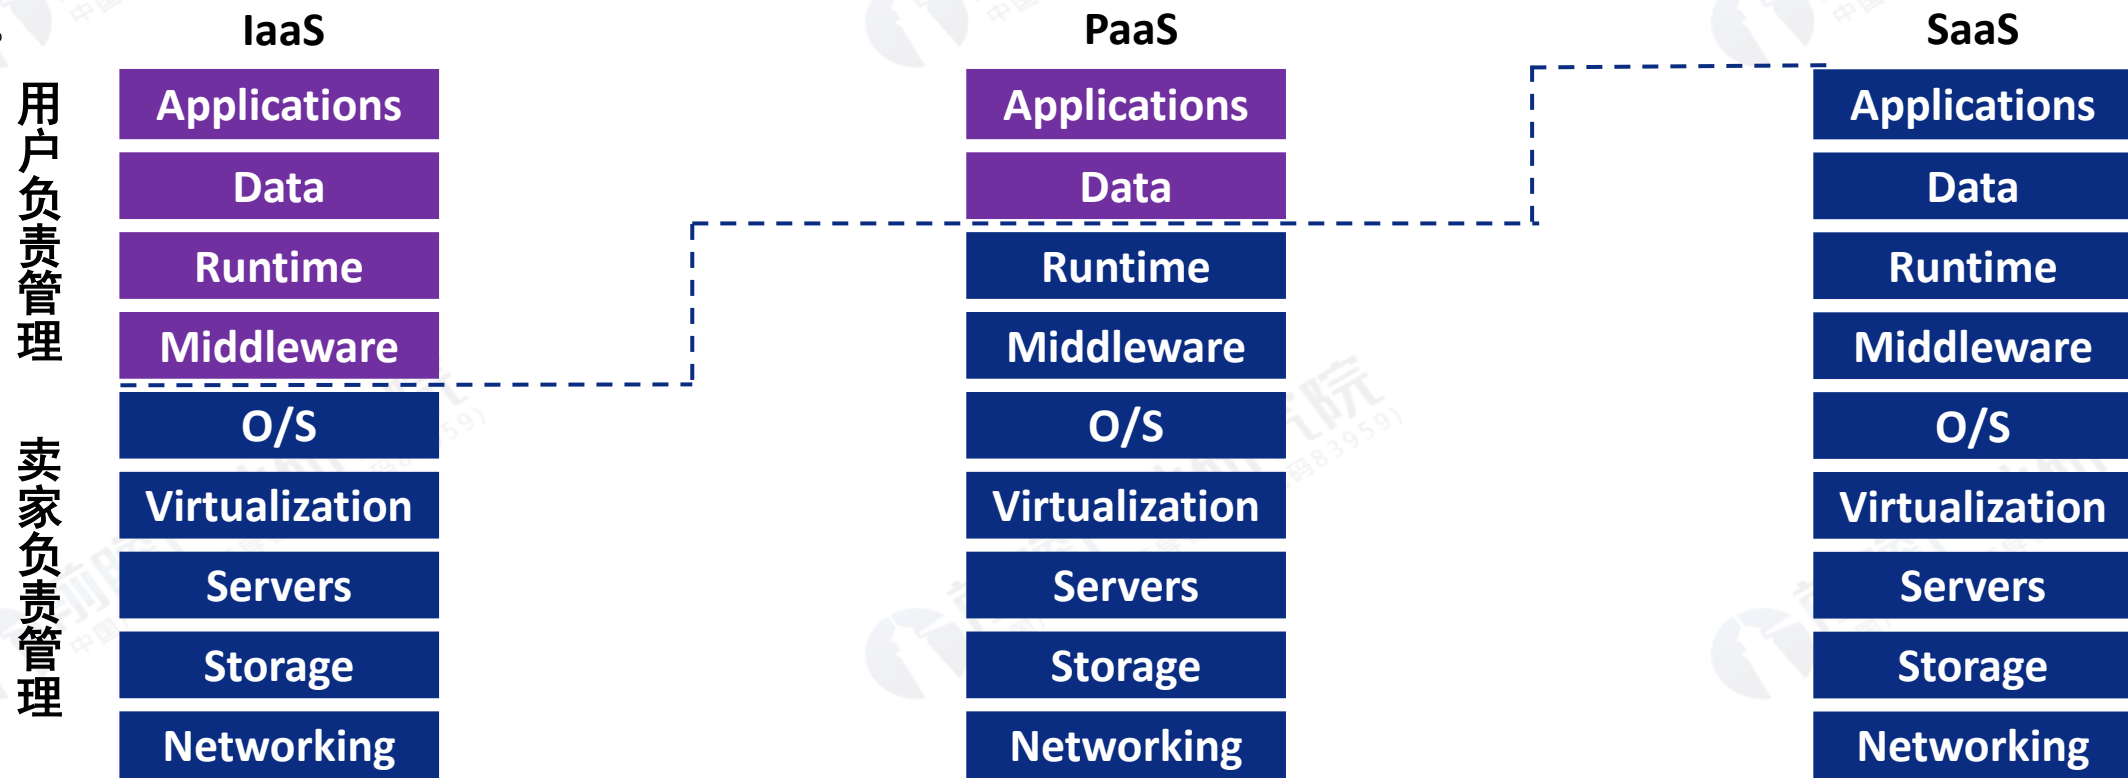 IaaS
PaaS
SaaS
用户负责管理
卖家负责管理
Applications
Data
Runtime
Middleware
O/S
Virtualization
Servers
Storage
Networking
Applications
Data
Runtime
Middleware
O/S
Virtualization
Servers
Storage
Networking
Applications
Data
Runtime
Middleware
O/S
Virtualization
Servers
Storage
Networking